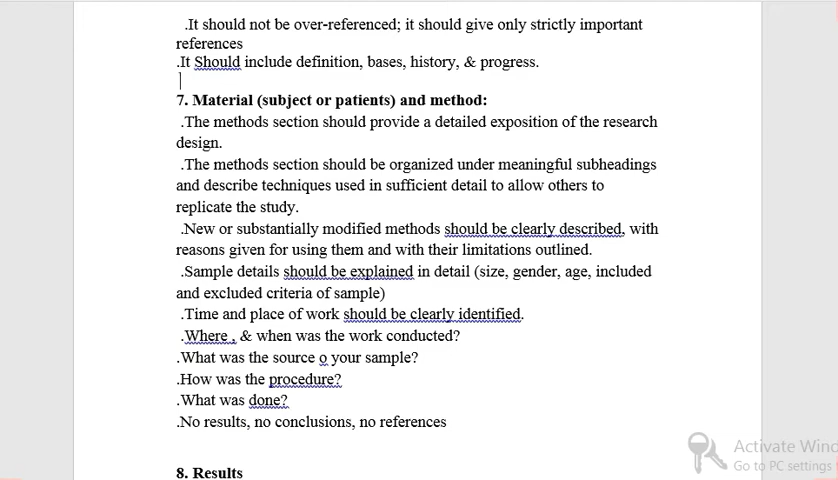 .It should not be over-referenced; it should give only strictly important
references
.It Should include definition, bases, history, & progress.
7. Material (subject or patients) and method:
.The methods section should provide a detailed exposition of the research
design.
.The methods section should be organized under meaningful subheadings
and describe techniques used in sufficient detail to allow others to
replicate the study.
.New or substantially modified methods should be clearly described, with
reasons given for using them and with their limitations outlined.
.Sample details should be explained in detail (size, gender, age, included
and excluded criteria of sample)
.Time and place of work should be clearly identified.
.Where , & when was the work conducted?
.What was the source o your sample?
.How was the procedure?
.What was done?
.No results, no conclusions, no references
8. Results
Activate Wind
Go to PC settings